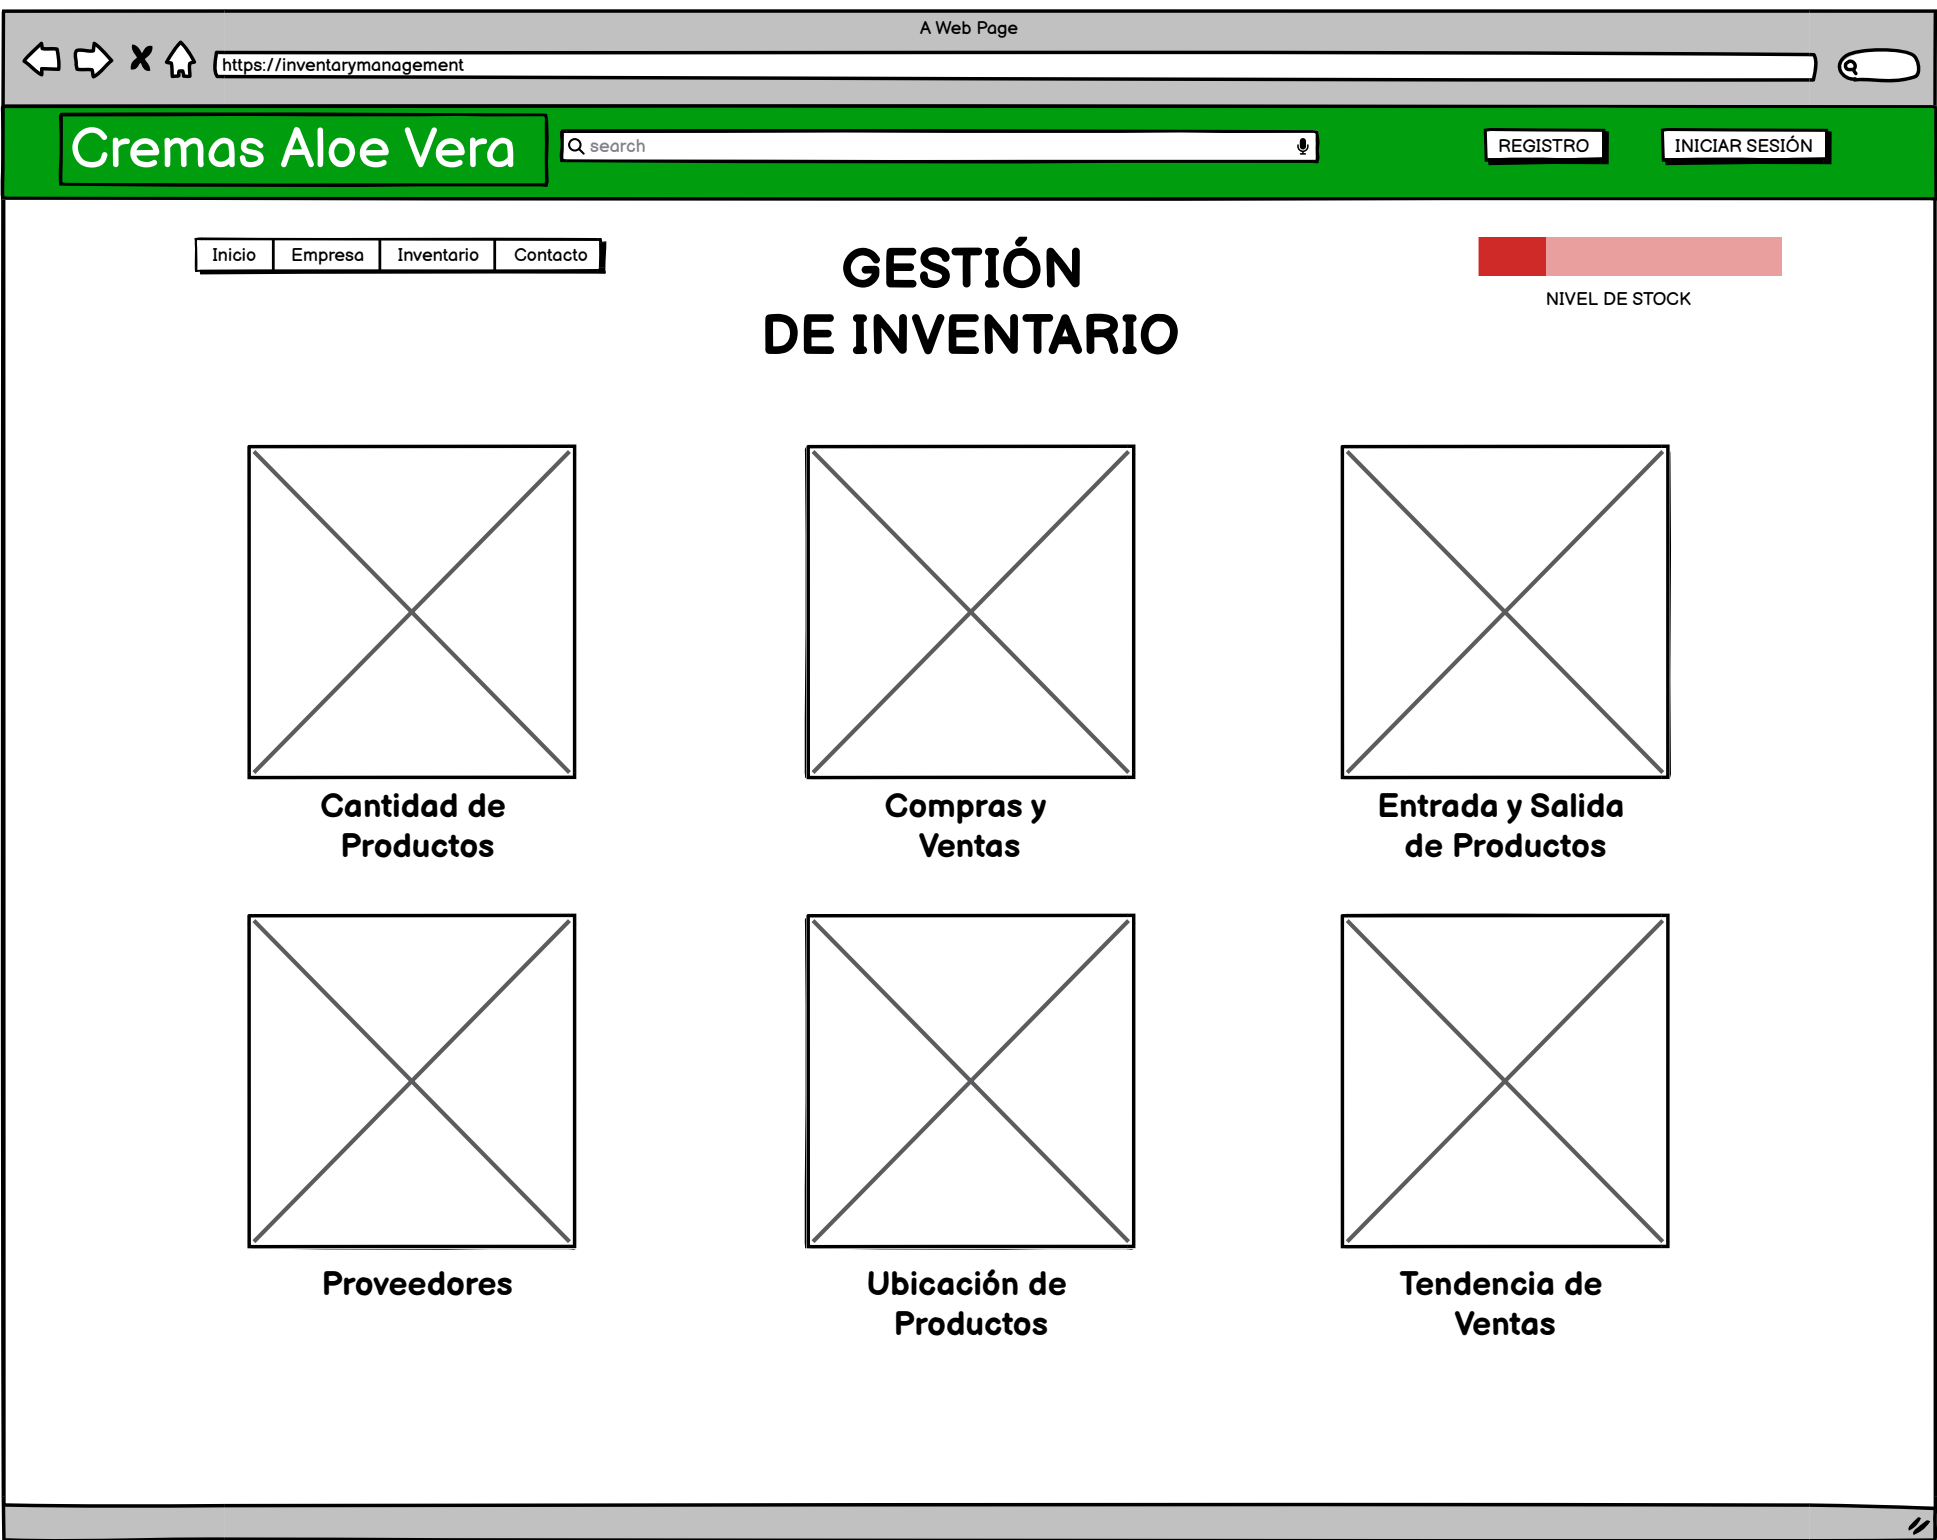 A Web Page
https://inventarymanagement
Cremas Aloe Vera
search
REGISTRO
INICIAR SESIÓN
Inicio
Empresa
Inventario
Contacto
GESTIÓN
DE INVENTARIO
NIVEL DE STOCK
Cantidad de
Productos
Compras y
Ventas
Entrada y Salida
de Productos
Proveedores
Ubicación de
Productos
Tendencia de
Ventas